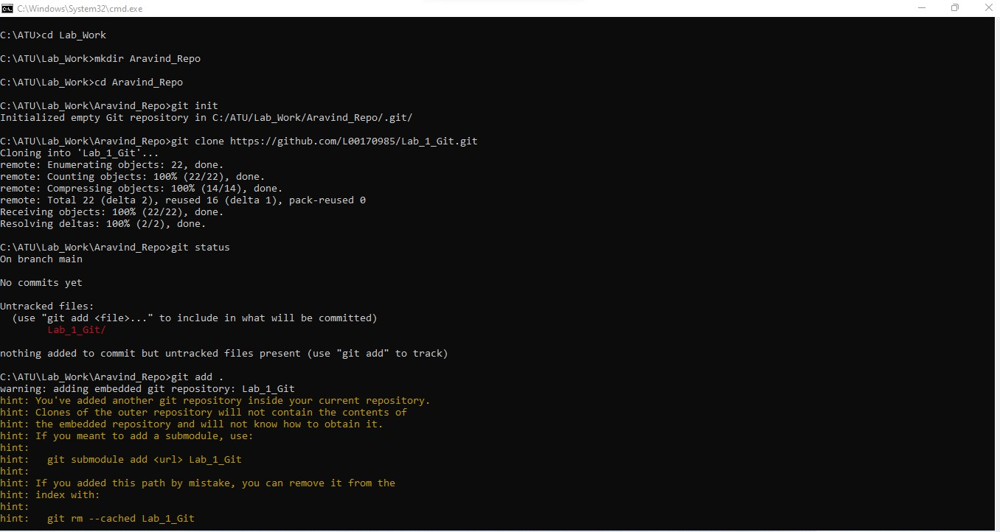 C:\Windows\System32\cmd.exe
C:\ATU>cd Lab_Work
C:\ATU\Lab_Work>mkdir Aravind_Repo
C:\ATU\Lab_Work>cd Aravind_Repo
C:\ATU\Lab_Work\Aravind_Repo>git init
Initialized empty Git repository in C:/ATU/Lab_Work/Aravind_Repo/.git/
C:\ATU\Lab_Work\Aravind_Repo>git clone https://github.com/L00170985/Lab_1_Git.git
Cloning into 'Lab_1_Git'...
remote: Enumerating objects: 22, done.
remote: Counting objects: 100% (22/22), done.
remote: Compressing objects: 100% (14/14), done.
remote: Total 22 (delta 2), reused 16 (delta 1), pack-reused 0
Receiving objects: 100% (22/22), done.
Resolving deltas: 100% (2/2), done.
C:\ATU\Lab_Work\Aravind_Repo>git status
On branch main
No commits yet
Untracked files:
  (use "git add <file>..." to include in what will be committed)
        Lab_1_Git/
nothing added to commit but untracked files present (use "git add" to track)
C:\ATU\Lab_Work\Aravind_Repo>git add .
warning: adding embedded git repository: Lab_1_Git
hint: You've added another git repository inside your current repository.
hint: Clones of the outer repository will not contain the contents of
hint: the embedded repository and will not know how to obtain it.
hint: If you meant to add a submodule, use:
hint:
hint:   git submodule add <url> Lab_1_Git
hint:
hint: If you added this path by mistake, you can remove it from the
hint: index with:
hint:
hint:   git rm --cached Lab_1_Git